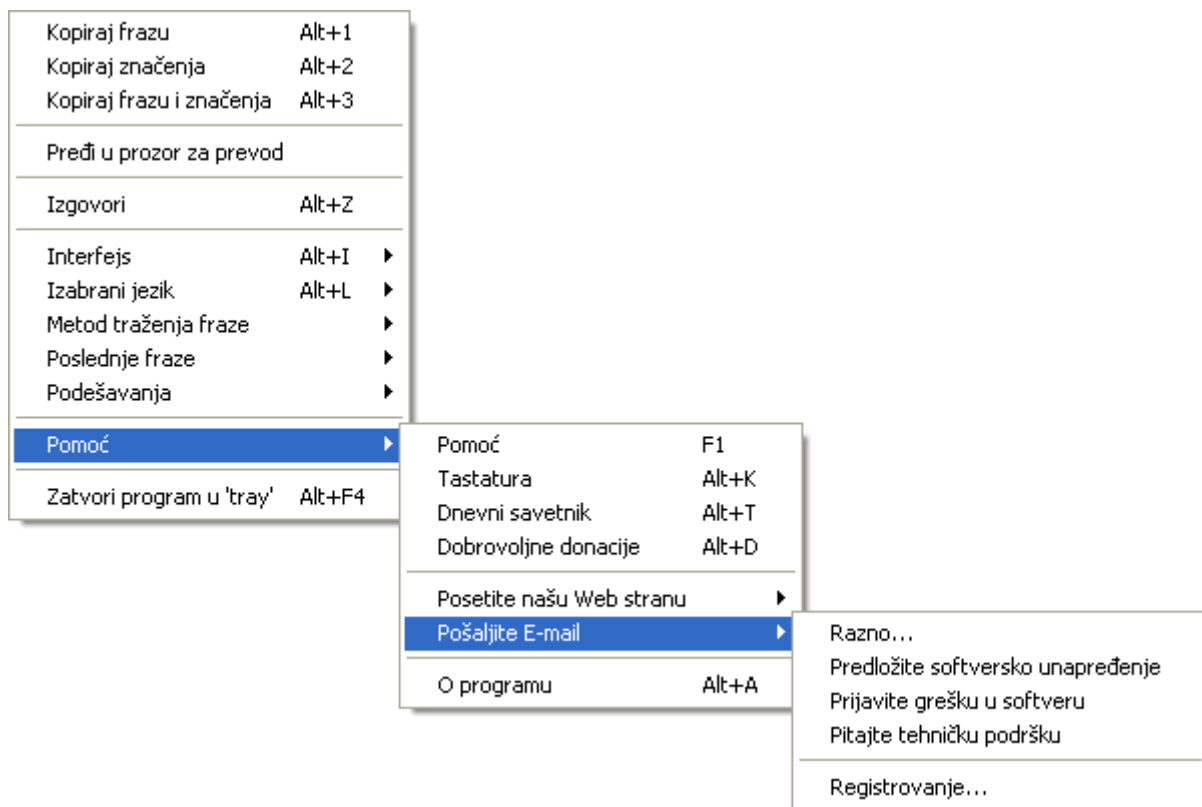 Kopiraj frazu Alt+1
Kopiraj značenja Alt+2
Kopiraj frazu i značenja Alt+3
Pređi u prozor za prevod
Izgovori Alt+Z
Interfejs Alt+I
Izabrani jezik Alt+L
Metod traženja fraze
Poslednje fraze
Podešavanja
Pomoć
Zatvori program u 'tray' Alt+F4
Pomoć F1
Tastatura Alt+K
Dnevni savetnik Alt+T
Dobrovoljne donacije Alt+D
Posetite našu Web stranu
Pošaljite E-mail
O programu Alt+A
Razno...
Predložite softversko unapređenje
Prijavite grešku u softveru
Pitajte tehničku podršku
Registrovanje...